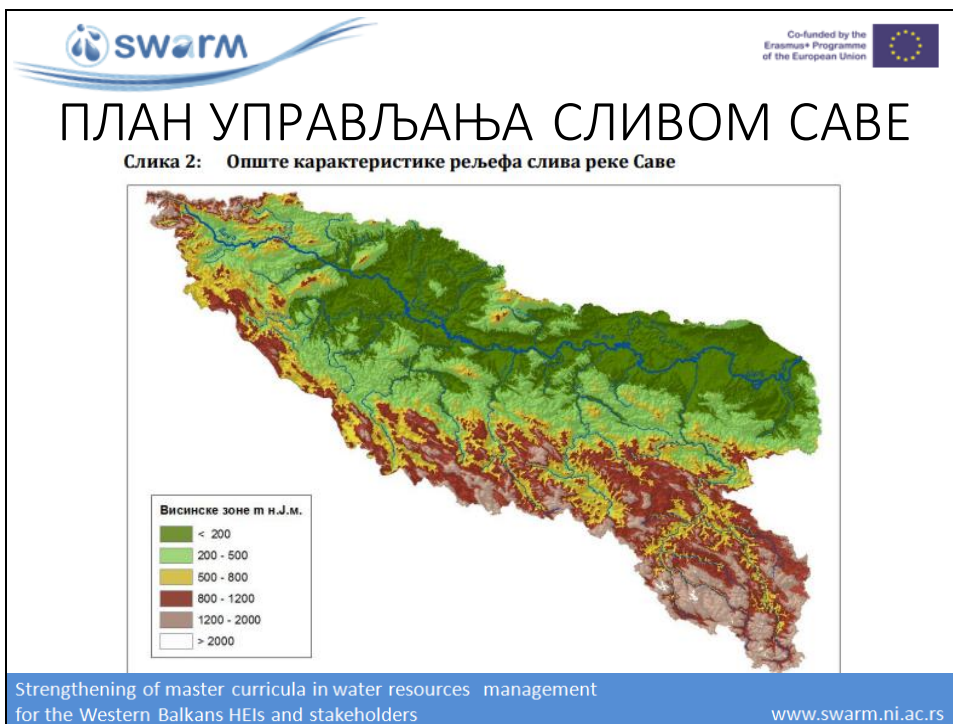 swarm
Co-funded by the
Erasmus+ Programme
of the European Union
ПЛАН УПРАВЉАЊА СЛИВОМ САВЕ
Слика 2: Опште карактеристике рељефа слива реке Саве
Висинске зоне m н.Ј.м.
< 200
200 - 500
500 - 800
800 - 1200
1200 - 2000
> 2000
Strengthening of master curricula in water resources management
for the Western Balkans HEIs and stakeholders
www.swarm.ni.ac.rs